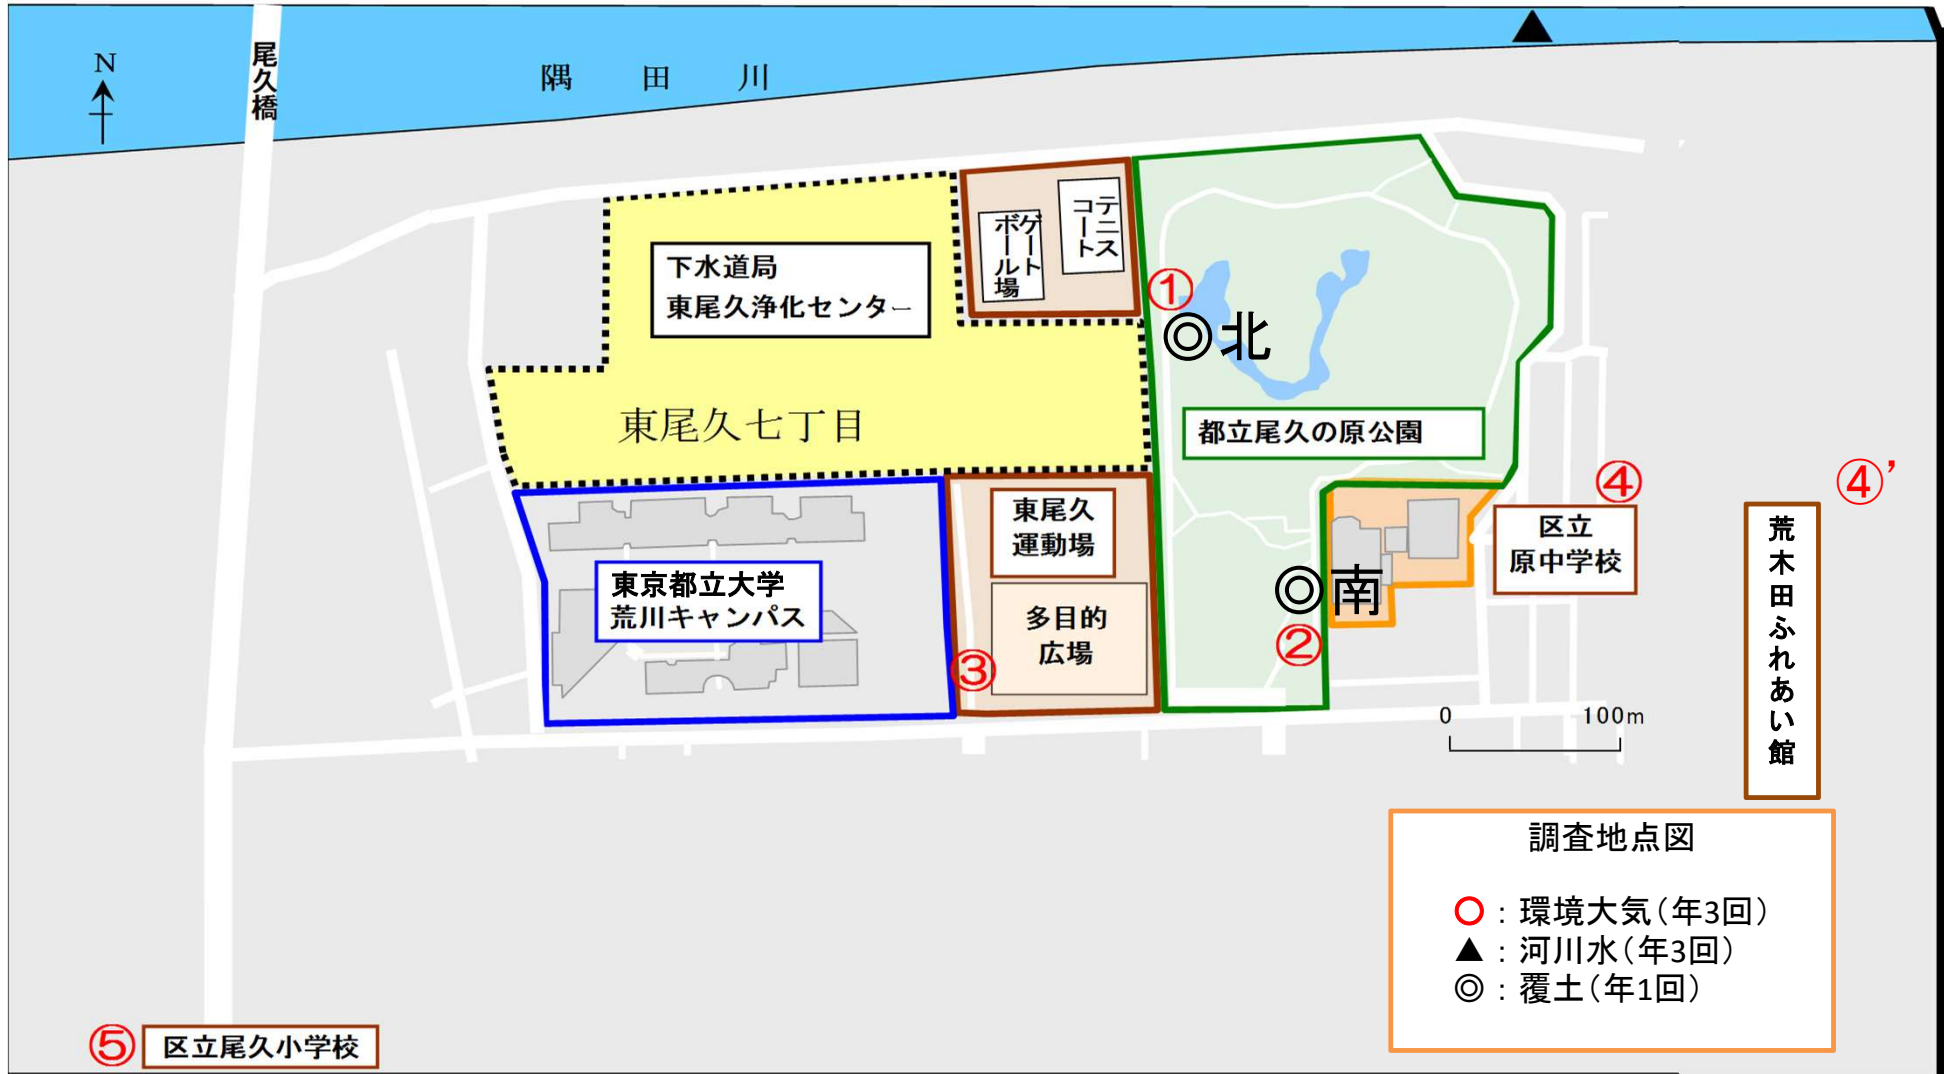 N
尾久橋
隅田川
下水道局
東尾久浄化センター
ゲート
ボール場
テニス
コート
①
◎北
東尾久七丁目
都立尾久の原公園
④
④’
東尾久
運動場
区立
原中学校
荒木田ふれあい館
東京都立大学
荒川キャンパス
◎南
多目的
広場
②
③
0 100m
調査地点図
○：環境大気（年3回）
▲：河川水（年3回）
◎：覆土（年1回）
⑤
区立尾久小学校